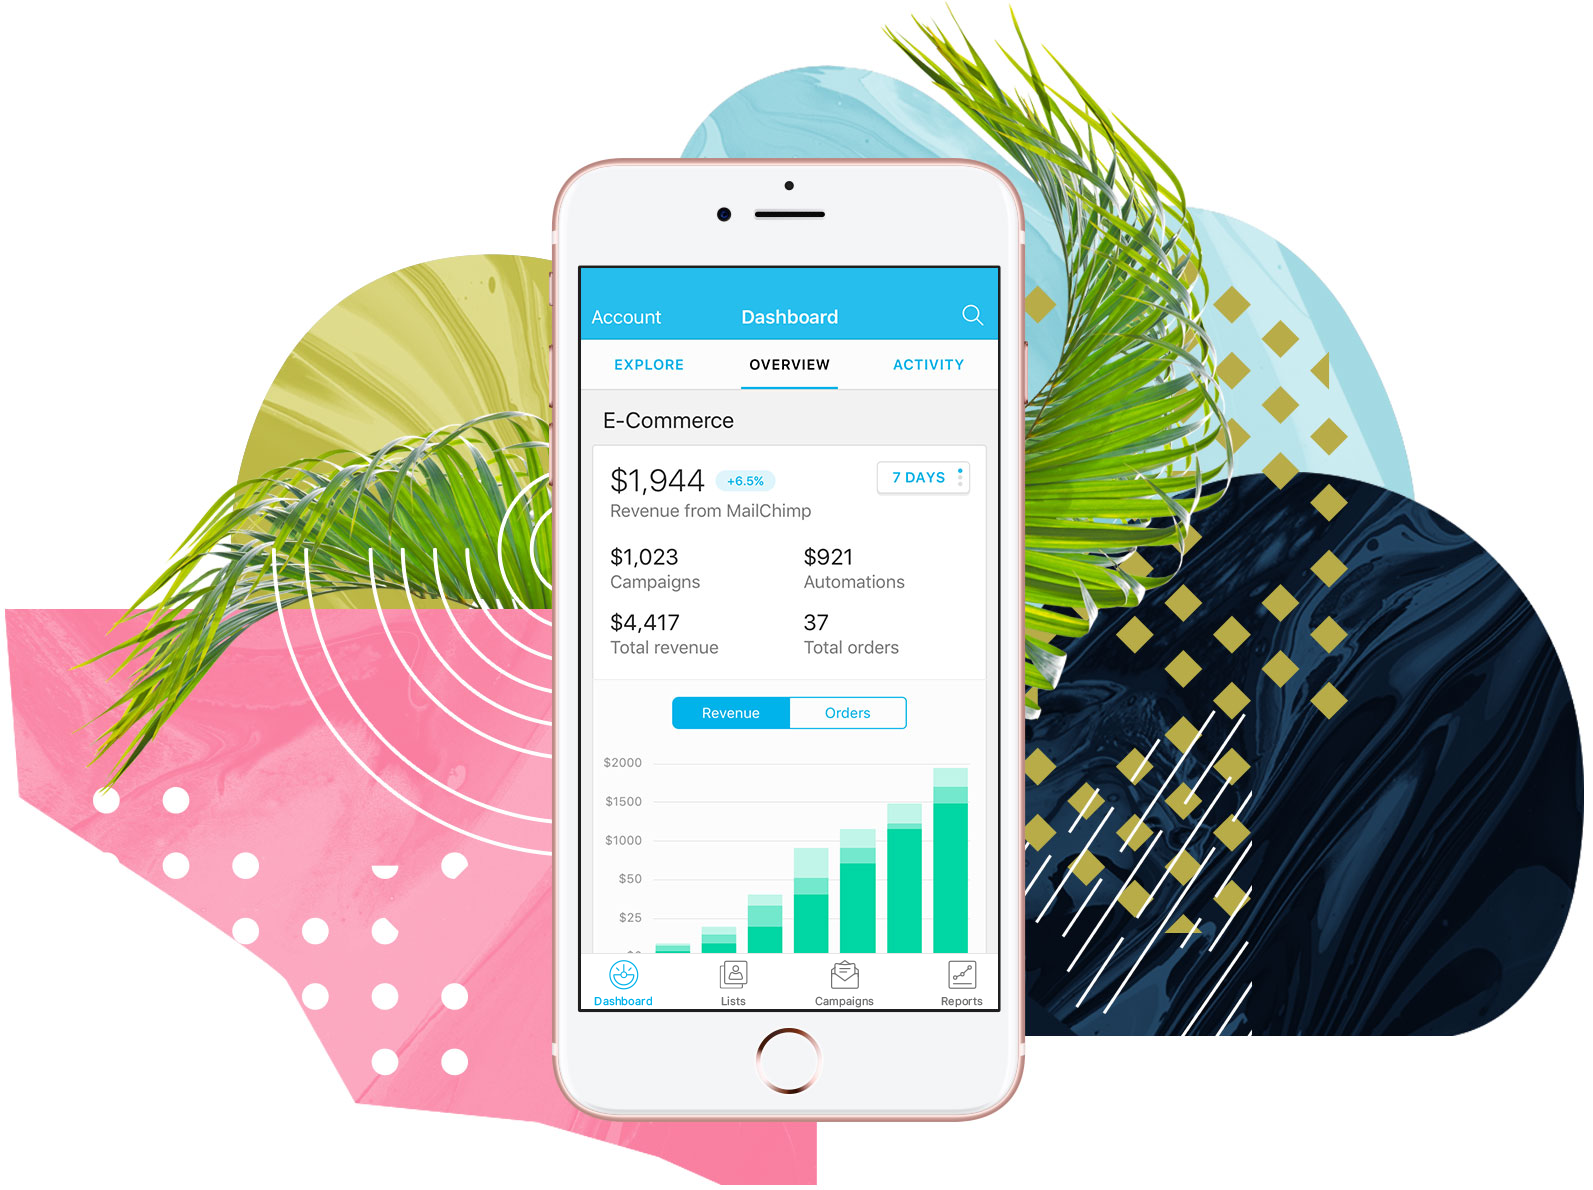 Account Dashboard
EXPLORE OVERVIEW ACTIVITY
E-Commerce
$1,944 +6.5% 7 DAYS
Revenue from MailChimp
$1,023 $921
Campaigns Automations
$4,417 37
Total revenue Total orders
Revenue Orders
$2000
$1500
$1000
$50
$25
Dashboard Lists Campaigns Reports